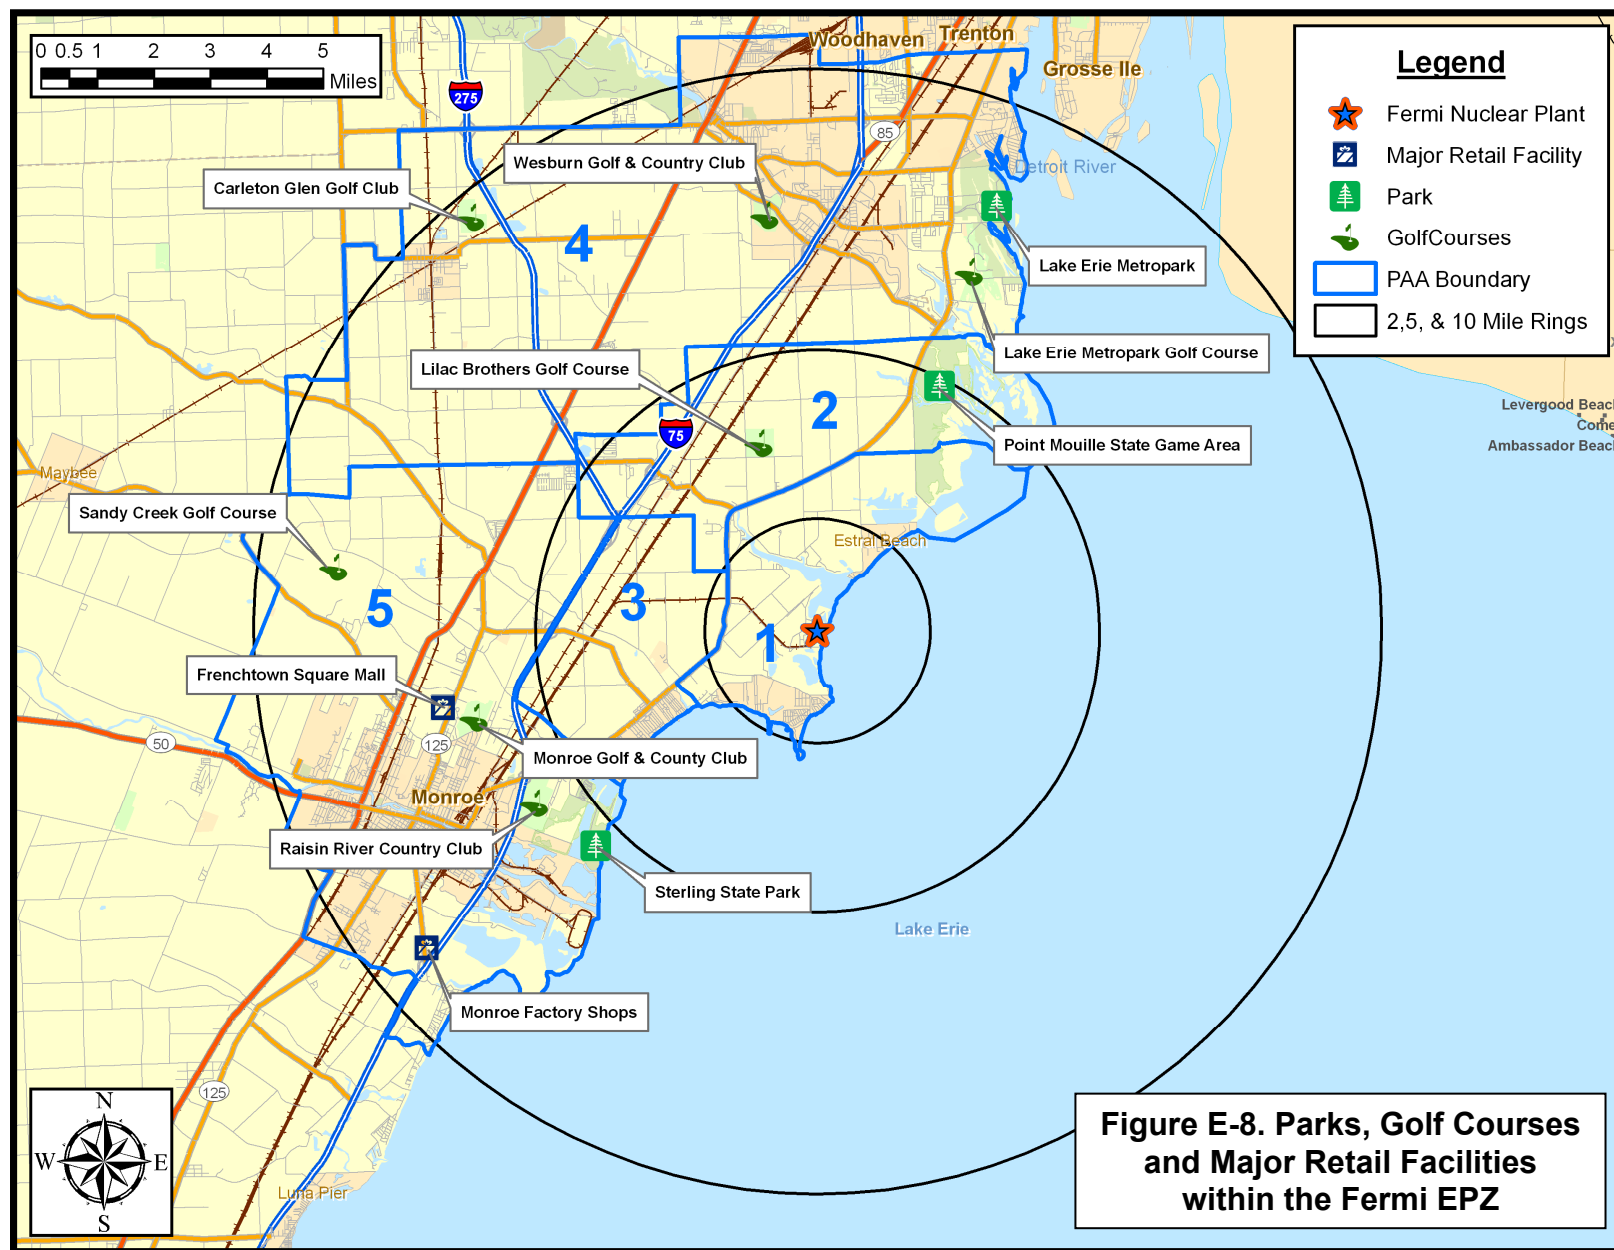 0 0.5 1 2 3 4 5
Miles
275
Woodhaven
Trenton
Grosse Ile
85
Detroit River
Legend
Fermi Nuclear Plant
Major Retail Facility
Park
GolfCourses
PAA Boundary
2,5, & 10 Mile Rings
Wesburn Golf & Country Club
Carleton Glen Golf Club
4
Lake Erie Metropark
Lake Erie Metropark Golf Course
Lilac Brothers Golf Course
2
75
Point Mouille State Game Area
Levergood Beach
Ambassador Beach
Maybee
Sandy Creek Golf Course
Estral Beach
5
3
1
Frenchtown Square Mall
50
125
Monroe Golf & County Club
Monroe
Raisin River Country Club
Sterling State Park
Lake Erie
Monroe Factory Shops
125
Luna Pier
N
W E
S
Figure E-8. Parks, Golf Courses
and Major Retail Facilities
within the Fermi EPZ